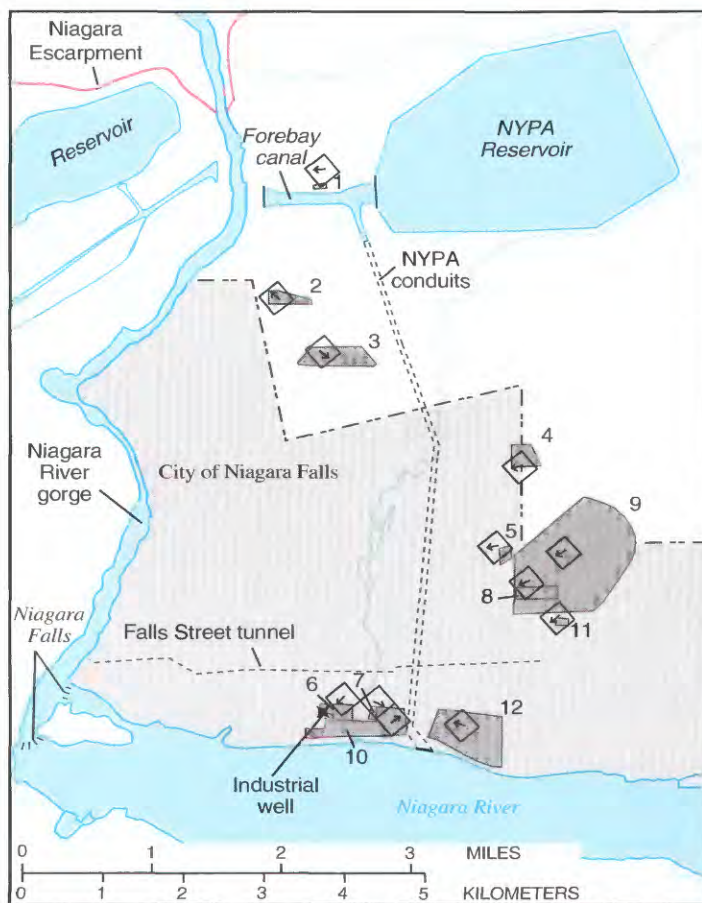 Niagara
Escarpment
Reservoir
Forebay
canal
NYPA
Reservoir
1
NYPA
conduits
2
3
4
City of Niagara Falls
Niagara
River
gorge
9
5
8
11
Niagara
Falls
Falls Street tunnel
6
7
12
10
Industrial
well
Niagara River
0 1 2 3 MILES
0 1 2 3 4 5 KILOMETERS